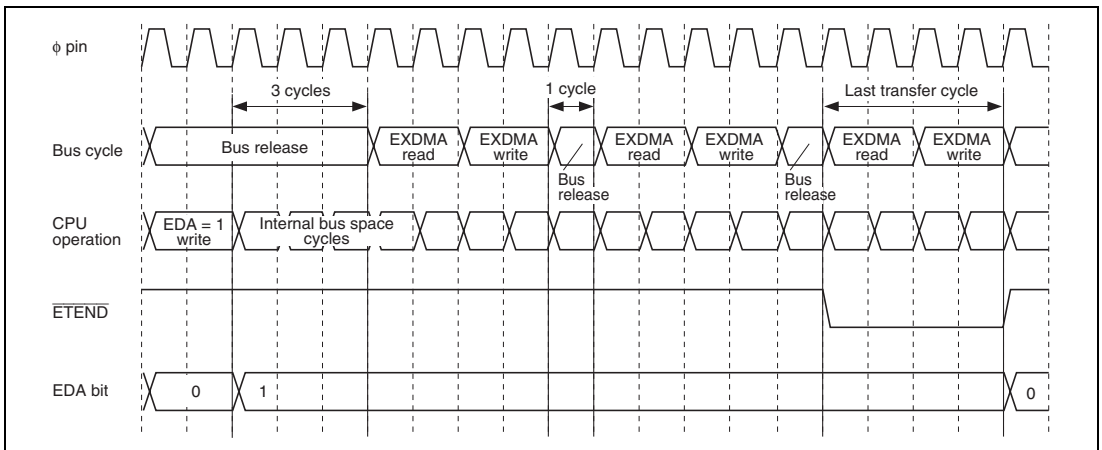 φ pin
3 cycles
1 cycle
Last transfer cycle
Bus cycle
Bus release
EXDMA
read
EXDMA
write
Bus
release
EXDMA
read
EXDMA
write
Bus
release
EXDMA
read
EXDMA
write
CPU
operation
EDA = 1
write
Internal bus space
cycles
ETEND
EDA bit
0
1
0